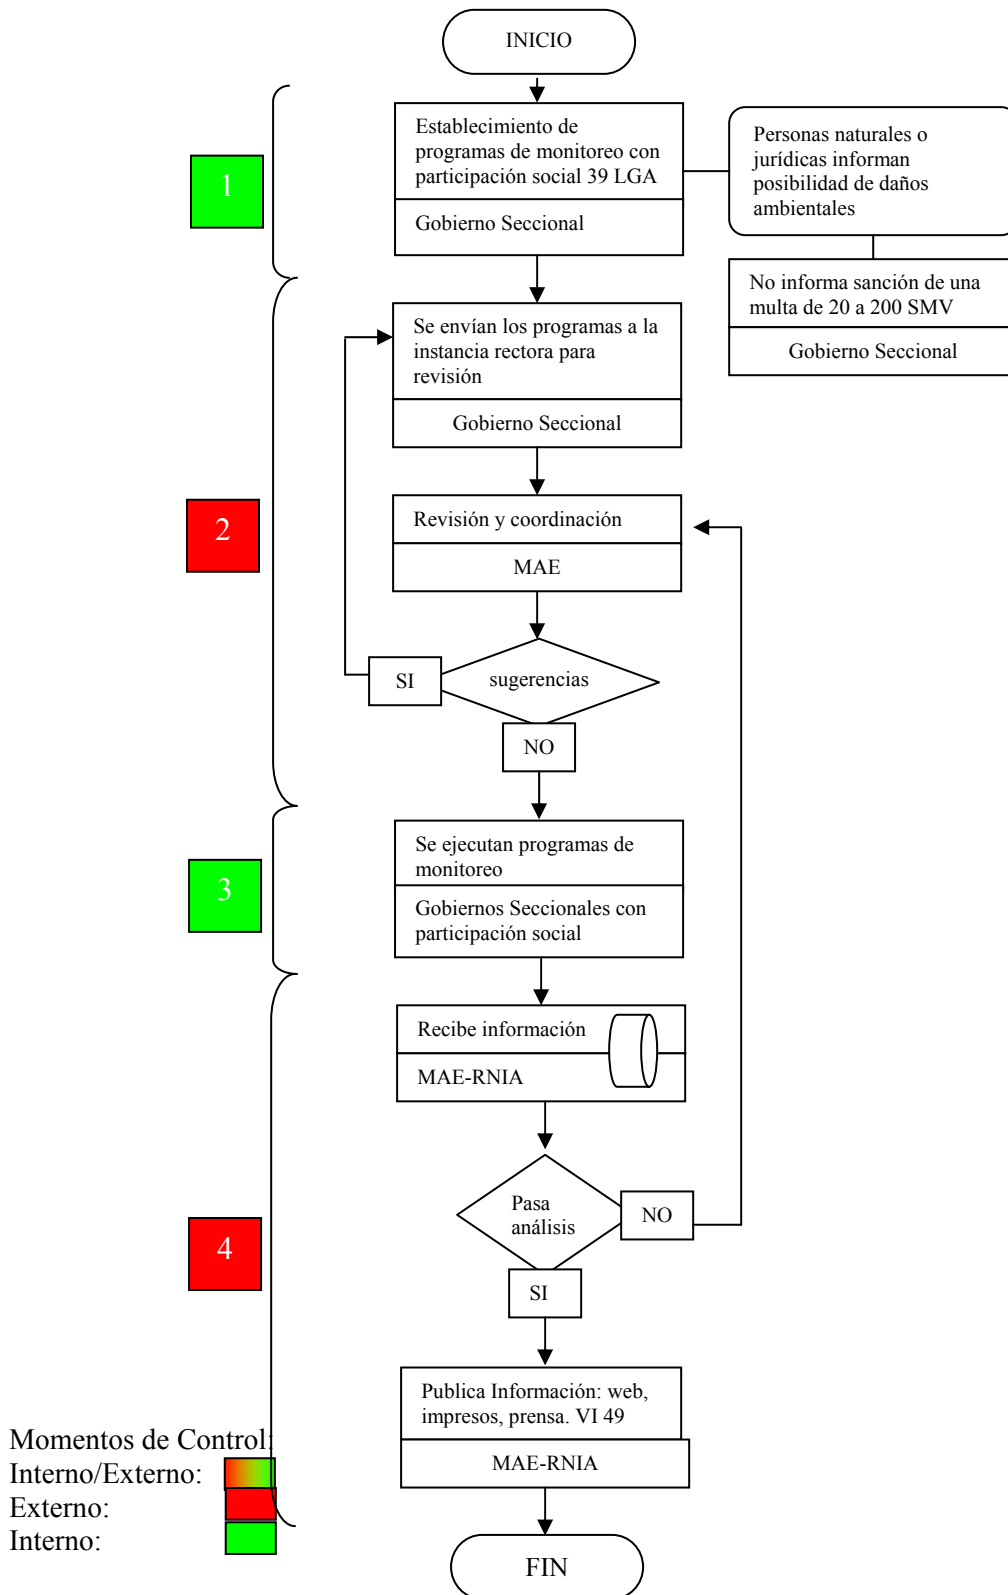 INICIO
1
Establecimiento de
programas de monitoreo con
participación social 39 LGA
Gobierno Seccional
Personas naturales o
jurídicas informan
posibilidad de daños
ambientales
No informa sanción de una
multa de 20 a 200 SMV
Gobierno Seccional
Se envían los programas a la
instancia rectora para
revisión
Gobierno Seccional
2
Revisión y coordinación
MAE
sugerencias
SI
NO
3
Se ejecutan programas de
monitoreo
Gobiernos Seccionales con
participación social
Recibe información
MAE-RNIA
4
Pasa
análisis
NO
SI
Publica Información: web,
impresos, prensa. VI 49
MAE-RNIA
Momentos de Control:
Interno/Externo:
Externo:
Interno:
FIN